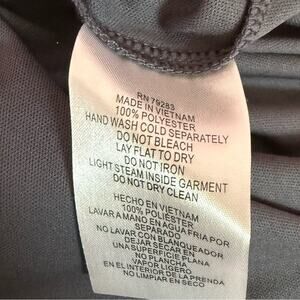 RN 79283
MADE IN VIETNAM
100% POLYESTER
HAND WASH COLD SEPARATELY
DO NOT BLEACH
LAY FLAT TO DRY
DO NOT IRON
LIGHT STEAM INSIDE GARMENT
DO NOT DRY CLEAN
HECHO EN VIETNAM
100% POLIÉSTER
LAVAR A MANO EN AGUA FRIA POR
SEPARADO
NO LAVAR CON BLANQUEADOR
DEJAR SECAR EN
UNA SUPERFICIE PLANA
NO PLANCHA
VAPOR LIGERO
EN EL INTERIOR DE LA PRENDA
NO LIMPIAR EN SECO